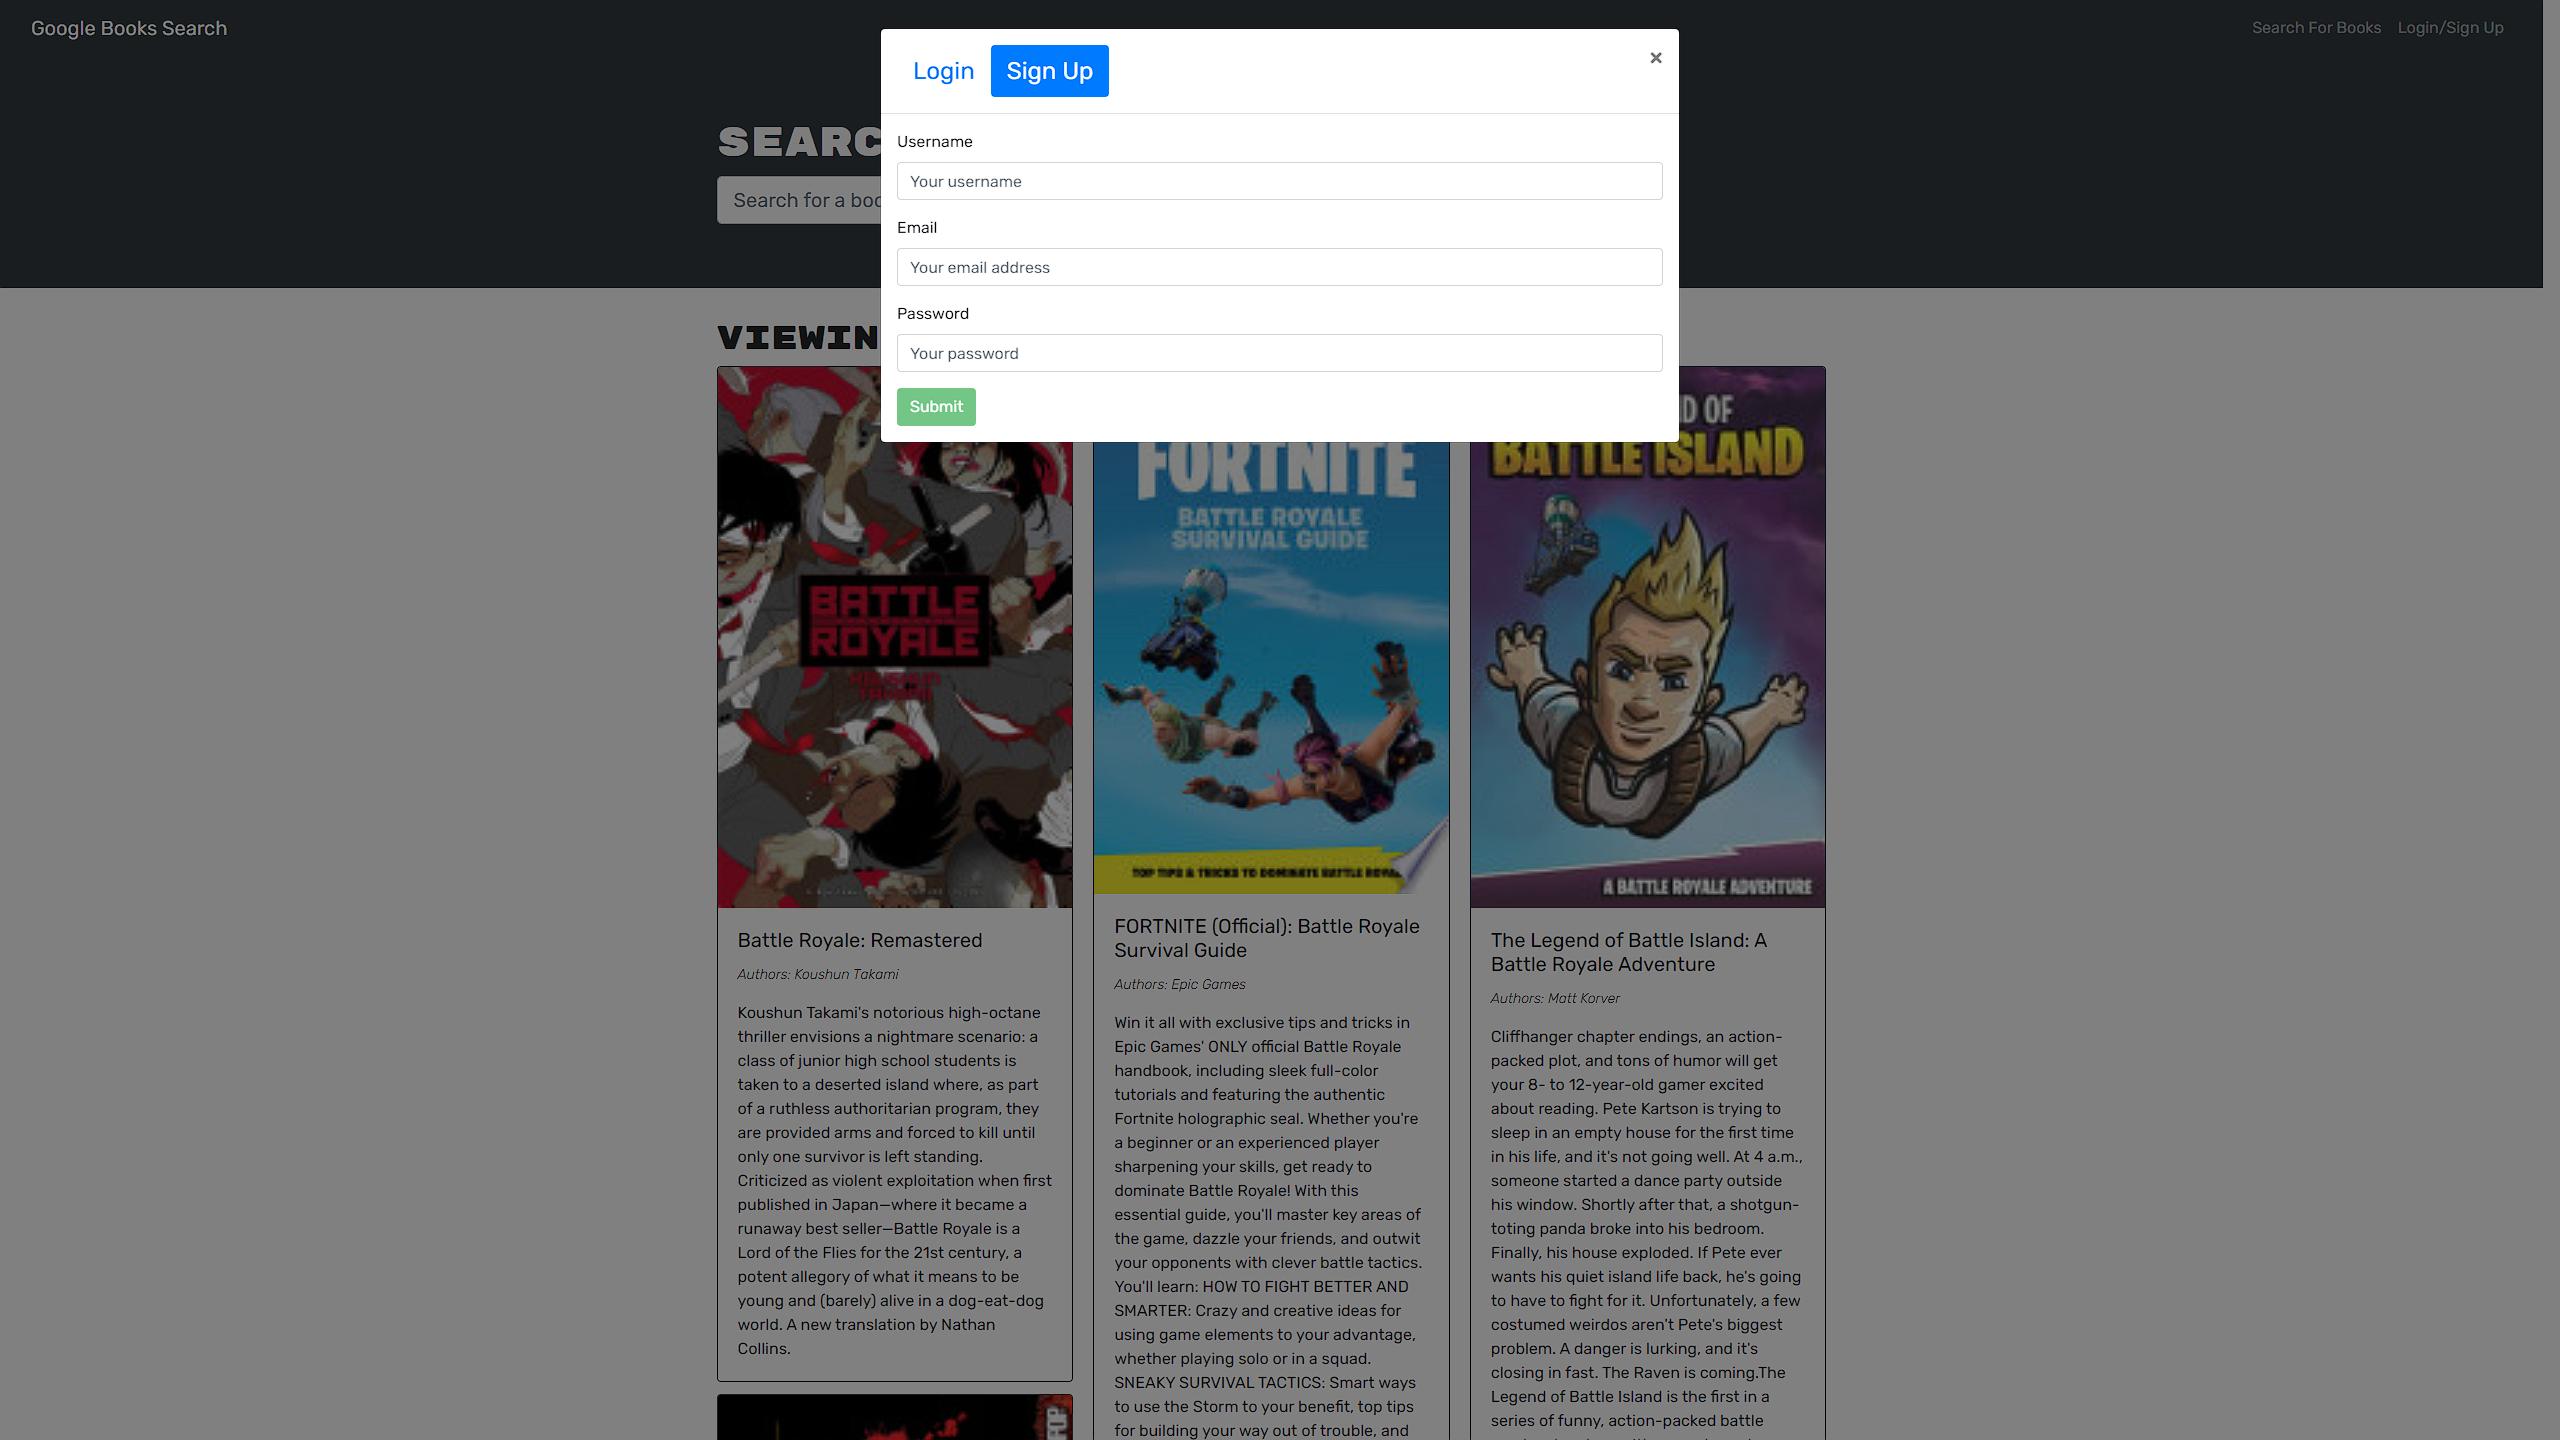 Google Books Search
Search For Books
Login/Sign Up
Login
Sign Up
×
Username
Your username
Email
Your email address
Password
Your password
Submit
Search for a
BATTLE
ROYALE
KOUSHUN
TAKAMI
Battle Royale: Remastered
Authors: Koushun Takami
Koushun Takami's notorious high-octane
thriller envisions a nightmare scenario: a
class of junior high school students is
taken to a deserted island where, as part
of a ruthless authoritarian program, they
are provided arms and forced to kill until
only one survivor is left standing.
Criticized as violent exploitation when first
published in Japan—where it became a
runaway best seller—Battle Royale is a
Lord of the Flies for the 21st century, a
potent allegory of what it means to be
young and (barely) alive in a dog-eat-dog
world. A new translation by Nathan
Collins.
FORTNITE
BATTLE ROYALE
SURVIVAL GUIDE
TOP TIPS & TRICKS TO DOMINATE BATTLE
FORTNITE (Official): Battle Royale
Survival Guide
Authors: Epic Games
Win it all with exclusive tips and tricks in
Epic Games' ONLY official Battle Royale
handbook, including sleek full-color
tutorials and featuring the authentic
Fortnite holographic seal. Whether you're
a beginner or an experienced player
sharpening your skills, get ready to
dominate Battle Royale! With this
essential guide, you'll master key areas of
the game, dazzle your friends, and outwit
your opponents with clever battle tactics.
You'll learn: HOW TO FIGHT BETTER AND
SMARTER: Crazy and creative ideas for
using game elements to your advantage,
whether playing solo or in a squad.
SNEAKY SURVIVAL TACTICS: Smart ways
to use the Storm to your benefit, top tips
for building your way out of trouble, and
OF
BATTLE ISLAND
A BATTLE ROYALE ADVENTURE
The Legend of Battle Island: A
Battle Royale Adventure
Authors: Matt Korver
Cliffhanger chapter endings, an action-
packed plot, and tons of humor will get
your 8- to 12-year-old gamer excited
about reading. Pete Kartson is trying to
sleep in an empty house for the first time
in his life, and it's not going well. At 4 a.m.,
someone started a dance party outside
his window. Shortly after that, a shotgun-
toting panda broke into his bedroom.
Finally, his house exploded. If Pete ever
wants his quiet island life back, he's going
to have to fight for it. Unfortunately, a few
costumed weirdos aren't Pete's biggest
problem. A danger is lurking, and it's
closing in fast. The Raven is coming.The
Legend of Battle Island is the first in a
series of funny, action-packed battle